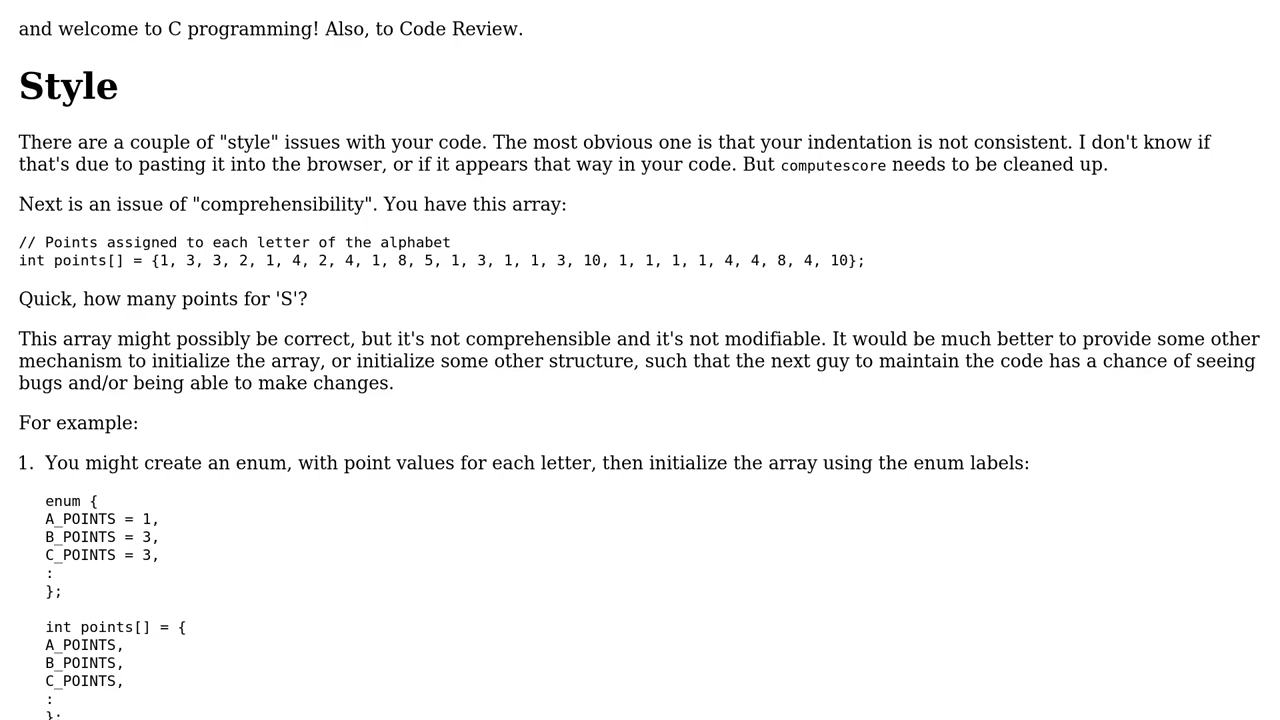 and welcome to C programming! Also, to Code Review.
Style
There are a couple of "style" issues with your code. The most obvious one is that your indentation is not consistent. I don't know if
that's due to pasting it into the browser, or if it appears that way in your code. But computescore needs to be cleaned up.
Next is an issue of "comprehensibility". You have this array:
// Points assigned to each letter of the alphabet
int points[] = {1, 3, 3, 2, 1, 4, 2, 4, 1, 8, 5, 1, 3, 1, 1, 3, 10, 1, 1, 1, 1, 4, 4, 8, 4, 10};
Quick, how many points for 'S'?
This array might possibly be correct, but it's not comprehensible and it's not modifiable. It would be much better to provide some other
mechanism to initialize the array, or initialize some other structure, such that the next guy to maintain the code has a chance of seeing
bugs and/or being able to make changes.
For example:
1. You might create an enum, with point values for each letter, then initialize the array using the enum labels:
enum {
A_POINTS = 1,
B_POINTS = 3,
C_POINTS = 3,
:
};
int points[] = {
A_POINTS,
B_POINTS,
C_POINTS,
:
};